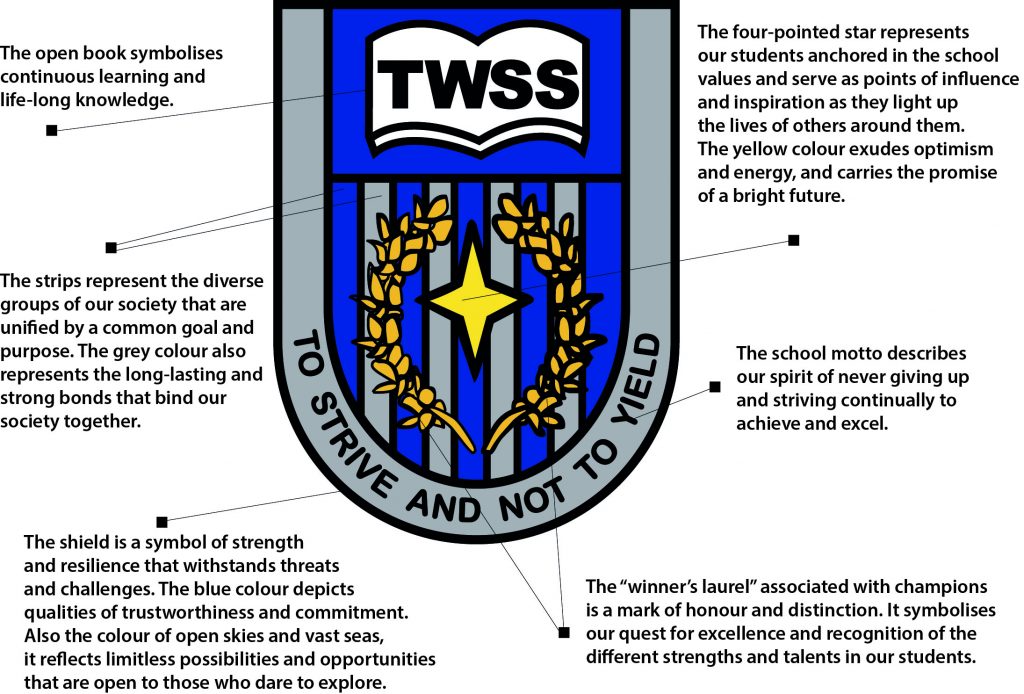 The open book symbolises
continuous learning and
life-long knowledge.
TWSS
The four-pointed star represents
our students anchored in the school
values and serve as points of influence
and inspiration as they light up
the lives of others around them.
The yellow colour exudes optimism
and energy, and carries the promise
of a bright future.
The strips represent the diverse
groups of our society that are
unified by a common goal and
purpose. The grey colour also
represents the long-lasting and
strong bonds that bind our
society together.
TO STRIVE AND NOT TO YIELD
The school motto describes
our spirit of never giving up
and striving continually to
achieve and excel.
The shield is a symbol of strength
and resilience that withstands threats
and challenges. The blue colour depicts
qualities of trustworthiness and commitment.
Also the colour of open skies and vast seas,
it reflects limitless possibilities and opportunities
that are open to those who dare to explore.
The “winner’s laurel” associated with champions
is a mark of honour and distinction. It symbolises
our quest for excellence and recognition of the
different strengths and talents in our students.